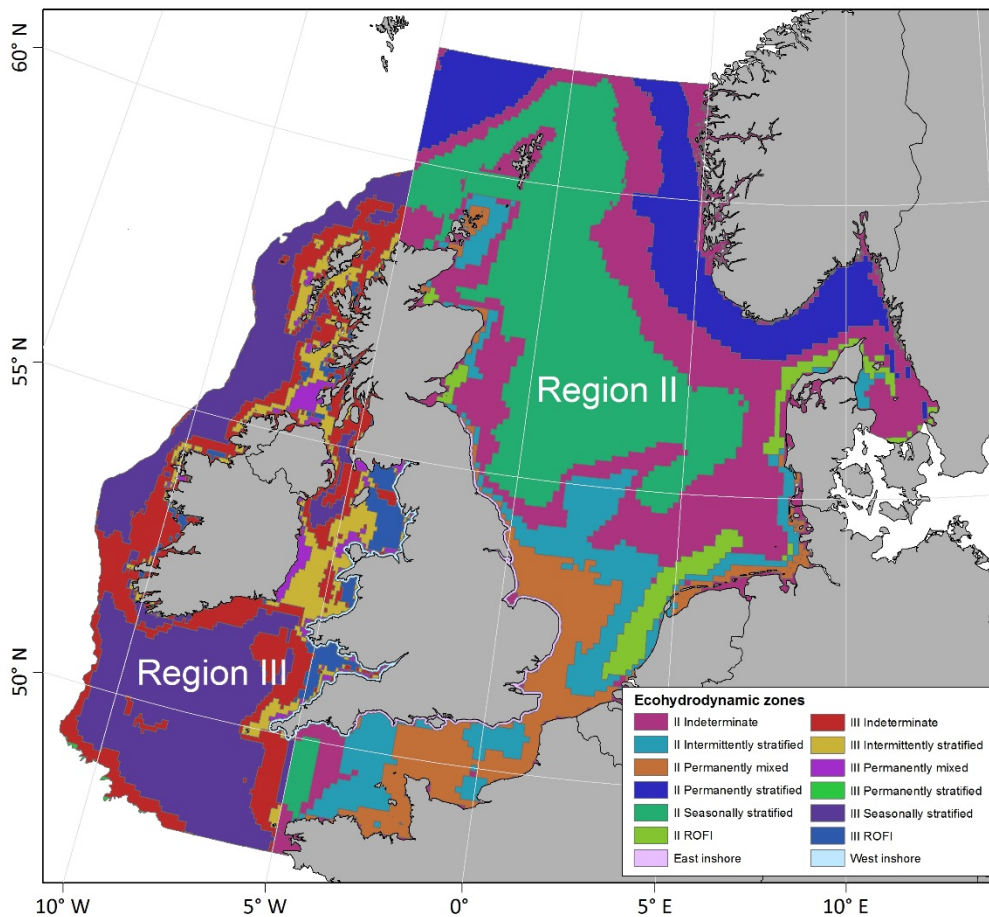 60° N
55° N
50° N
Region II
Region III
Ecohydrodynamic zones
II Indeterminate
III Indeterminate
II Intermittently stratified
III Intermittently stratified
II Permanently mixed
III Permanently mixed
II Permanently stratified
III Permanently stratified
II Seasonally stratified
III Seasonally stratified
II ROFI
III ROFI
East inshore
West inshore
10° W
5° W
0°
5° E
10° E